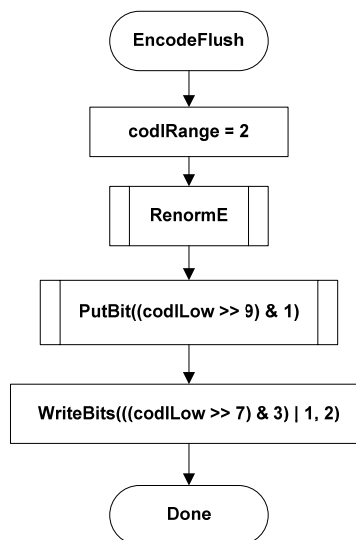 EncodeFlush
codIRange = 2
RenormE
PutBit((codILow >> 9) & 1)
WriteBits(((codILow >> 7) & 3) | 1, 2)
Done